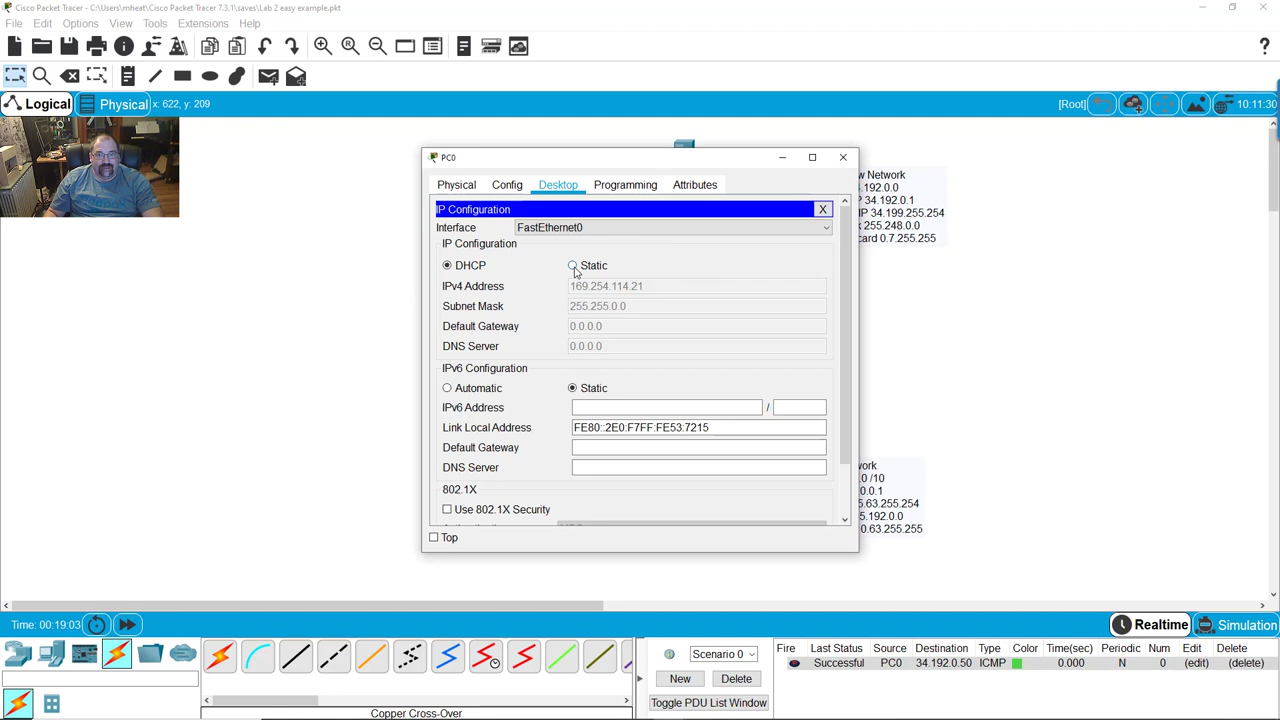 Cisco Packet Tracer - C:\Users\mheat\Cisco Packet Tracer 7.3.1\saves\Lab 2 easy example.pkt
File Edit Options View Tools Extensions Help
?
Logical Physical x: 622, y: 209 [Root] 10:11:30
PC0
Physical Config Desktop Programming Attributes
IP Configuration X
Interface FastEthernet0
IP Configuration
DHCP Static
IPv4 Address 169.254.114.21
Subnet Mask 255.255.0.0
Default Gateway 0.0.0.0
DNS Server 0.0.0.0
IPv6 Configuration
Automatic Static
IPv6 Address /
Link Local Address FE80::2E0:F7FF:FE53:7215
Default Gateway
DNS Server
802.1X
Use 802.1X Security
Top
w Network
4.192.0.0
P 34.192.0.1
IP 34.199.255.254
k 255.248.0.0
card 0.7.255.255
work
.0 /10
0.0.1
5.63.255.254
5.192.0.0
0.63.255.255
Time: 00:19:03 Realtime Simulation
Scenario 0
New Delete
Toggle PDU List Window
Copper Cross-Over
Fire Last Status Source Destination Type Color Time(sec) Periodic Num Edit Delete
Successful PC3 34.192.0.50 ICMP 0.000 N 0 (edit) (delete)